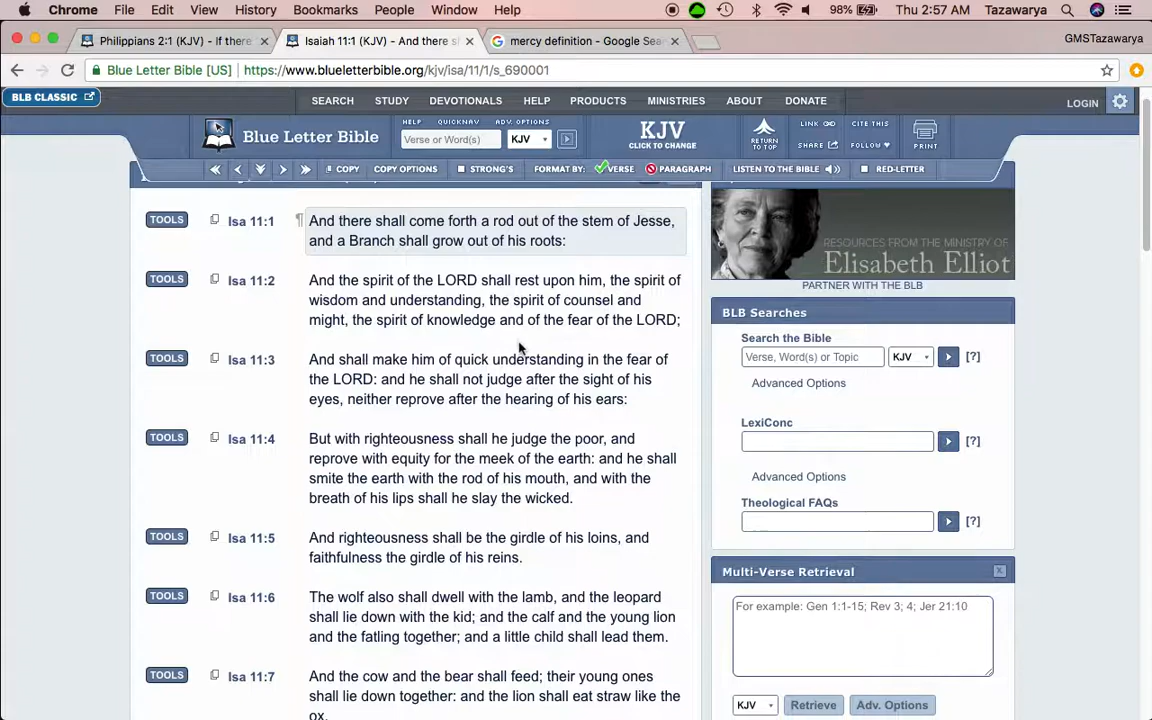 Chrome File Edit View History Bookmarks People Window Help 98% Thu 2:57 AM Tazawarya
Philippians 2:1 (KJV) - If there Isaiah 11:1 (KJV) - And there s mercy definition - Google Sea GMSTazawarya
Blue Letter Bible [US] https://www.blueletterbible.org/kjv/isa/11/1/s_690001
BLB CLASSIC SEARCH STUDY DEVOTIONALS HELP PRODUCTS MINISTRIES ABOUT DONATE LOGIN
Blue Letter Bible
HELP QUICKNAV ADV. OPTIONS
Verse or Word(s) KJV
KJV
CLICK TO CHANGE
RETURN
TO TOP
LINK CITE THIS
SHARE FOLLOW
PRINT
COPY COPY OPTIONS STRONG'S FORMAT BY: VERSE PARAGRAPH LISTEN TO THE BIBLE RED-LETTER
TOOLS Isa 11:1 ¶ And there shall come forth a rod out of the stem of Jesse,
and a Branch shall grow out of his roots:
TOOLS Isa 11:2 And the spirit of the LORD shall rest upon him, the spirit of
wisdom and understanding, the spirit of counsel and
might, the spirit of knowledge and of the fear of the LORD;
TOOLS Isa 11:3 And shall make him of quick understanding in the fear of
the LORD: and he shall not judge after the sight of his
eyes, neither reprove after the hearing of his ears:
TOOLS Isa 11:4 But with righteousness shall he judge the poor, and
reprove with equity for the meek of the earth: and he shall
smite the earth with the rod of his mouth, and with the
breath of his lips shall he slay the wicked.
TOOLS Isa 11:5 And righteousness shall be the girdle of his loins, and
faithfulness the girdle of his reins.
TOOLS Isa 11:6 The wolf also shall dwell with the lamb, and the leopard
shall lie down with the kid; and the calf and the young lion
and the fatling together; and a little child shall lead them.
TOOLS Isa 11:7 And the cow and the bear shall feed; their young ones
shall lie down together: and the lion shall eat straw like the
ox.
RESOURCES FROM THE MINISTRY OF
Elisabeth Elliot
PARTNER WITH THE BLB
BLB Searches
Search the Bible
Verse, Word(s) or Topic KJV [?]
Advanced Options
LexiConc
[?]
Advanced Options
Theological FAQs
[?]
Multi-Verse Retrieval x
For example: Gen 1:1-15; Rev 3; 4; Jer 21:10
KJV Retrieve Adv. Options